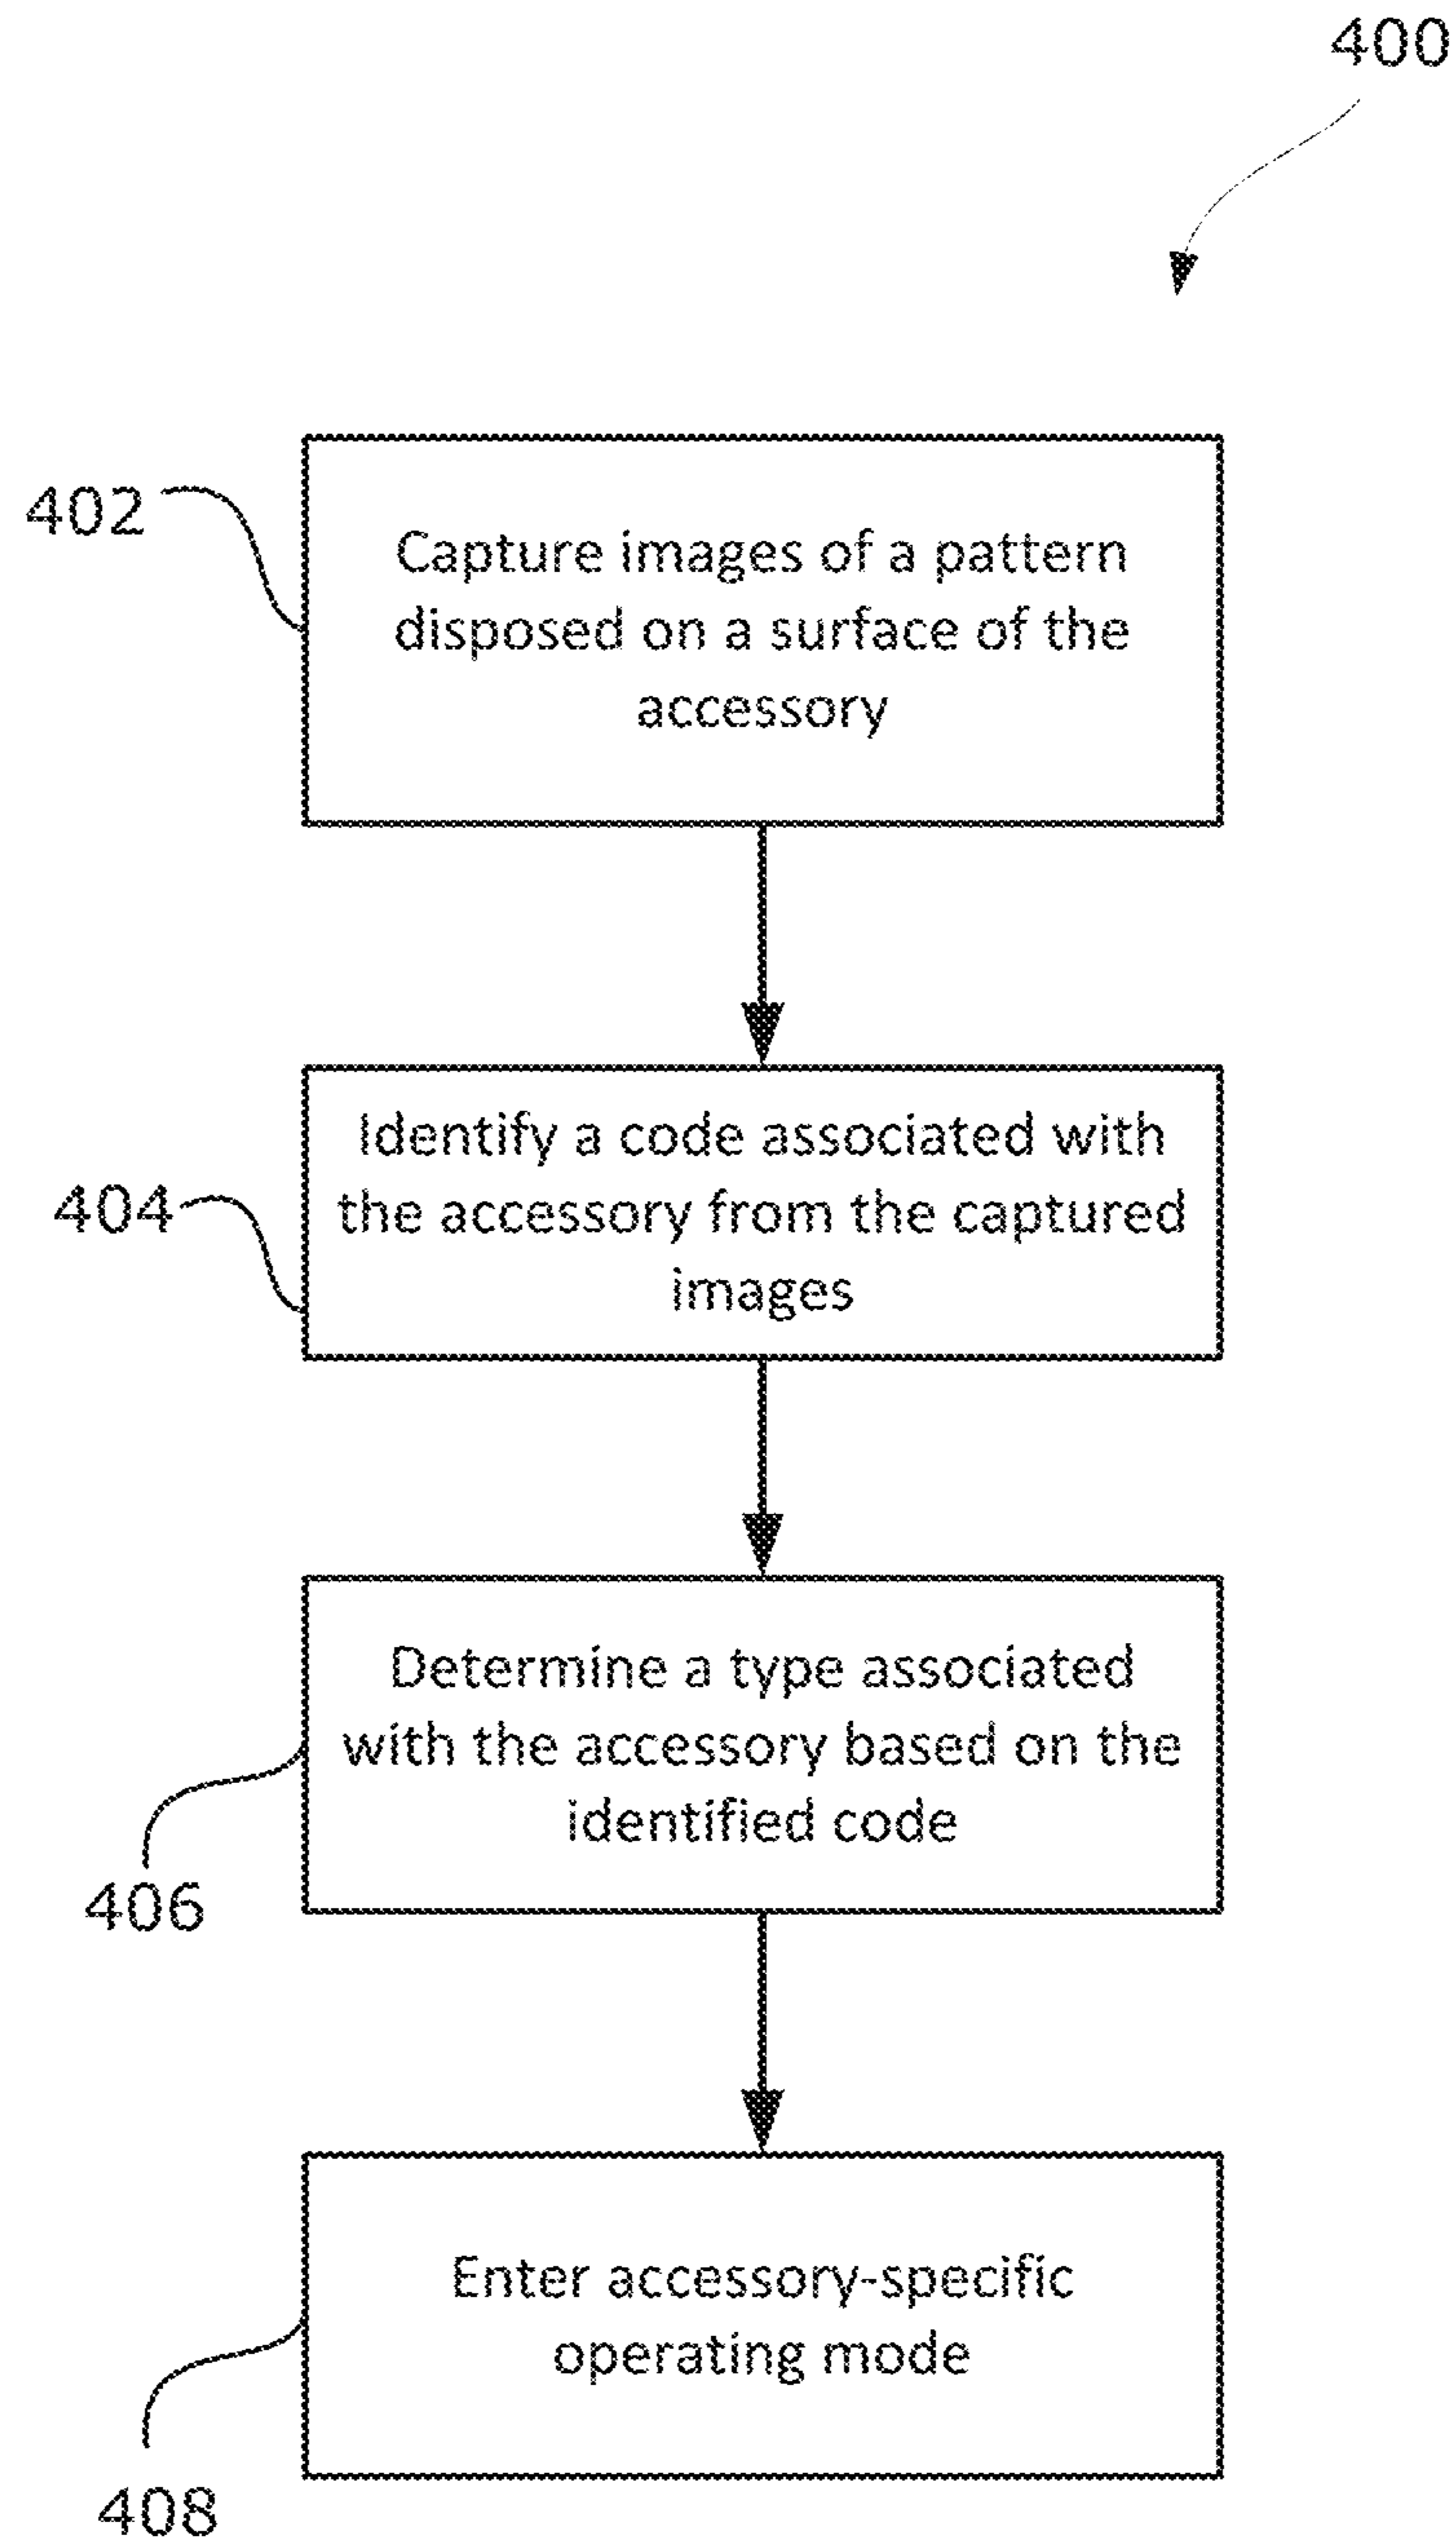 400
402
Capture images of a pattern
disposed on a surface of the
accessory
404
Identify a code associated with
the accessory from the captured
images
406
Determine a type associated
with the accessory based on the
identified code
408
Enter accessory-specific
operating mode